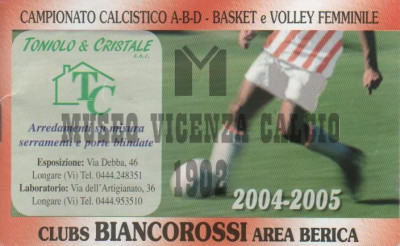 CAMPIONATO CALCISTICO A-B-D - BASKET e VOLLEY FEMMINILE
TONIOLO & CRISTALE
s.n.c.
TC
Arredamenti su misura
serramenti e porte blindate
Esposizione: Via Debba, 46
Longare (Vi) Tel. 0444.248351
Laboratorio: Via dell'Artigianato, 36
Longare (Vi) Tel. 0444.953510
M
MUSEO VICENZA CALCIO
1902
2004-2005
CLUBS BIANCOROSSI AREA BERICA